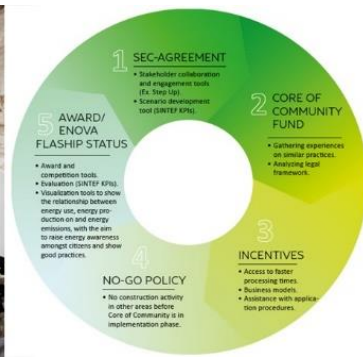 1 SEC-AGREEMENT
• Stakeholder collaboration
and engagement tools
(Ex. Step Up).
• Scenario development
tool (SINTEF KPIs).
2 CORE OF
COMMUNITY
FUND
• Gathering experiences
on similar practices.
• Analyzing legal
framework.
3
INCENTIVES
• Access to faster
processing times.
• Business models.
• Assistance with applica-
tion procedures.
4
NO-GO POLICY
• No construction activity
in other areas before
Core of Community is in
implementation phase.
5 AWARD/
ENOVA
FLASHIP STATUS
• Award and
competition tools.
• Evaluation (SINTEF KPIs).
• Visualization tools to show
the relationship between
energy use, energy pro-
duction on and energy
emissions, with the aim
to raise energy awareness
amongst citizens and show
good practices.